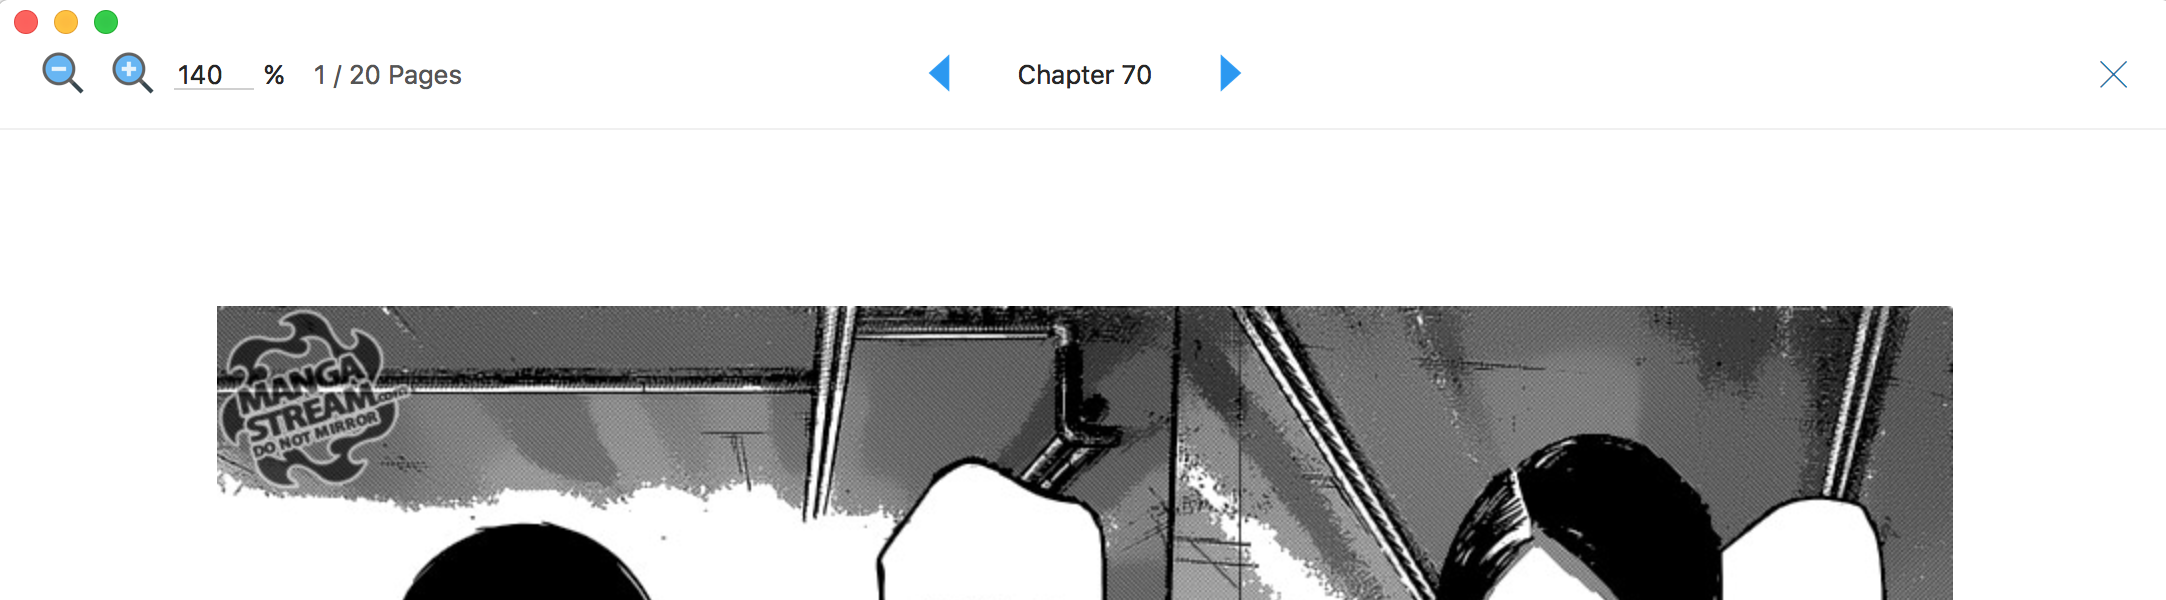 140 % 1 / 20 Pages
Chapter 70
MANGA
STREAM.com
DO NOT MIRROR